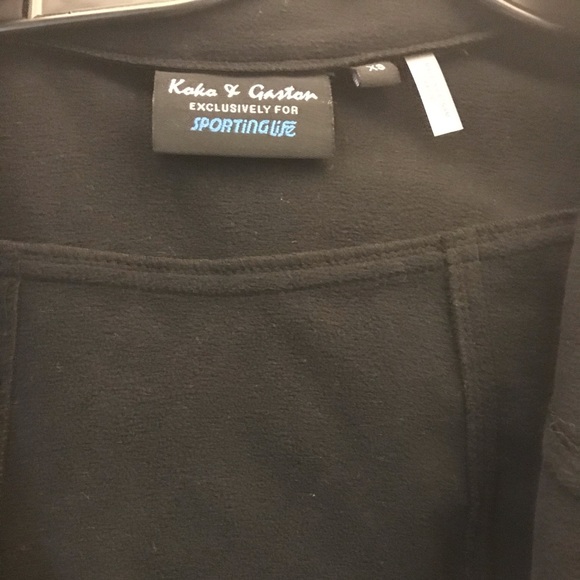 Koko & Gaston
EXCLUSIVELY FOR
SPORTINGLIFE
XS